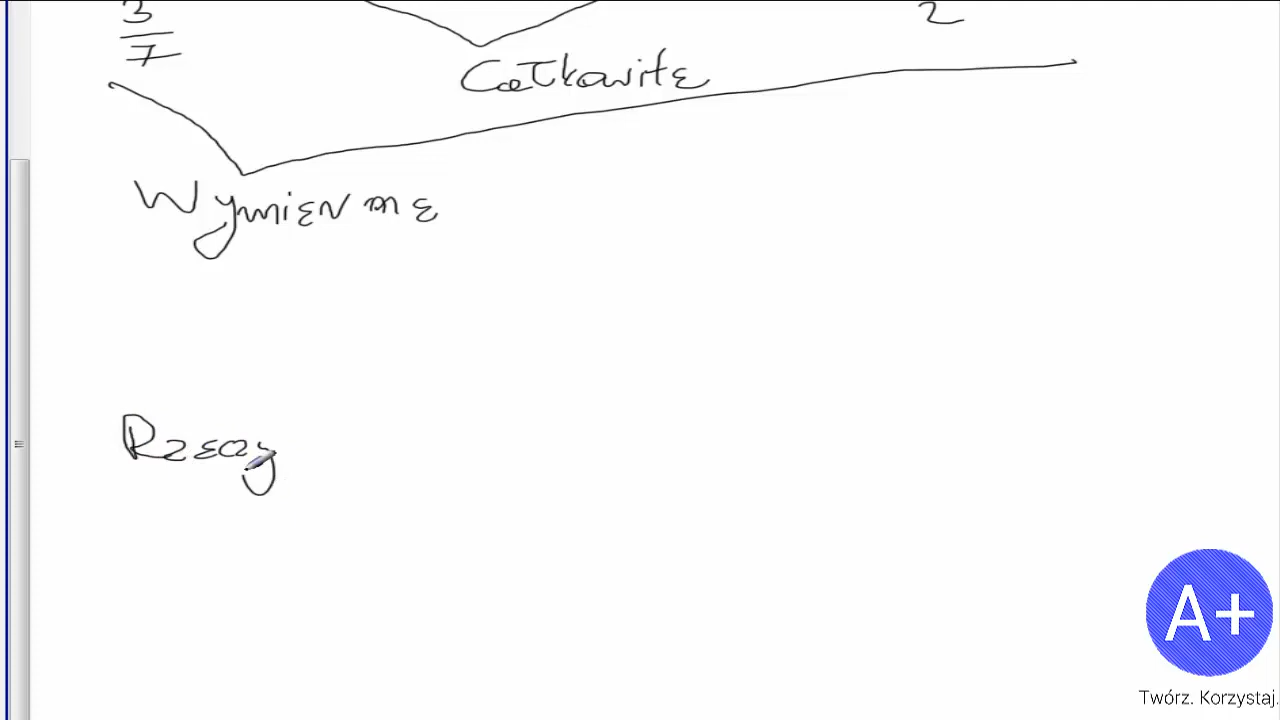 3
7
2
Całkowite
Wymierne
Rzeczy
A+
Twórz. Korzystaj.